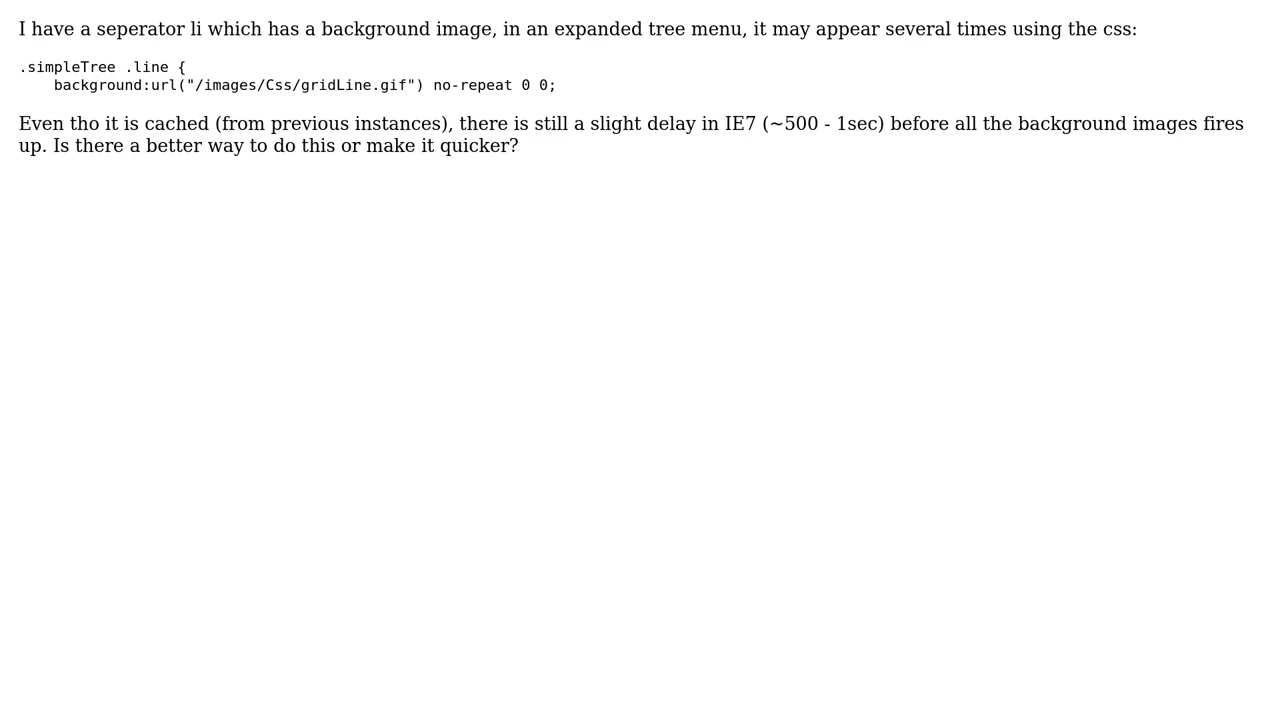 I have a seperator li which has a background image, in an expanded tree menu, it may appear several times using the css:
.simpleTree .line {
    background:url("/images/Css/gridLine.gif") no-repeat 0 0;
Even tho it is cached (from previous instances), there is still a slight delay in IE7 (~500 - 1sec) before all the background images fires
up. Is there a better way to do this or make it quicker?